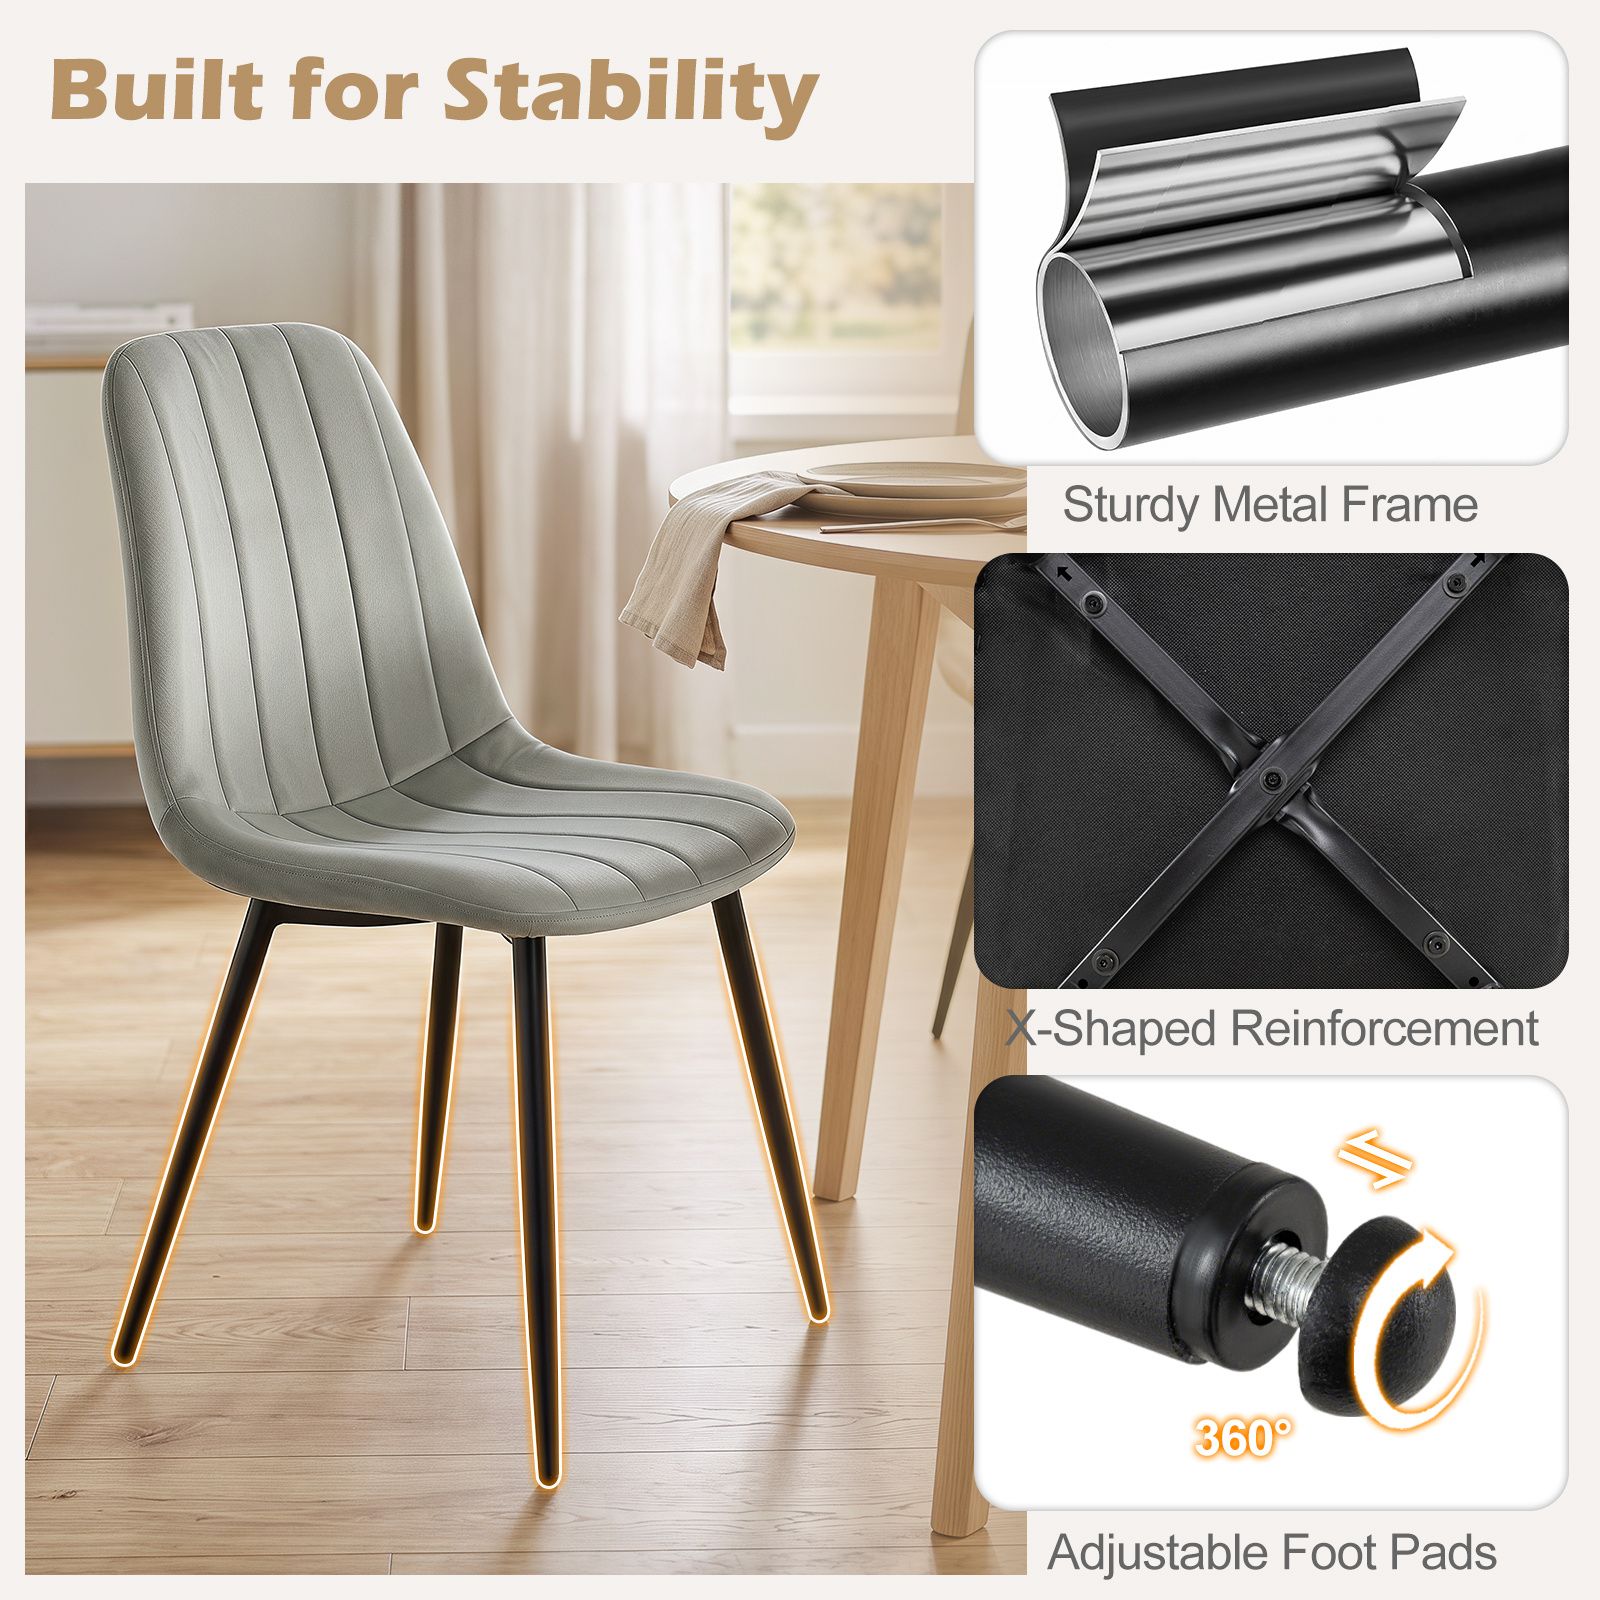 Built for Stability
Sturdy Metal Frame
X-Shaped Reinforcement
360°
Adjustable Foot Pads